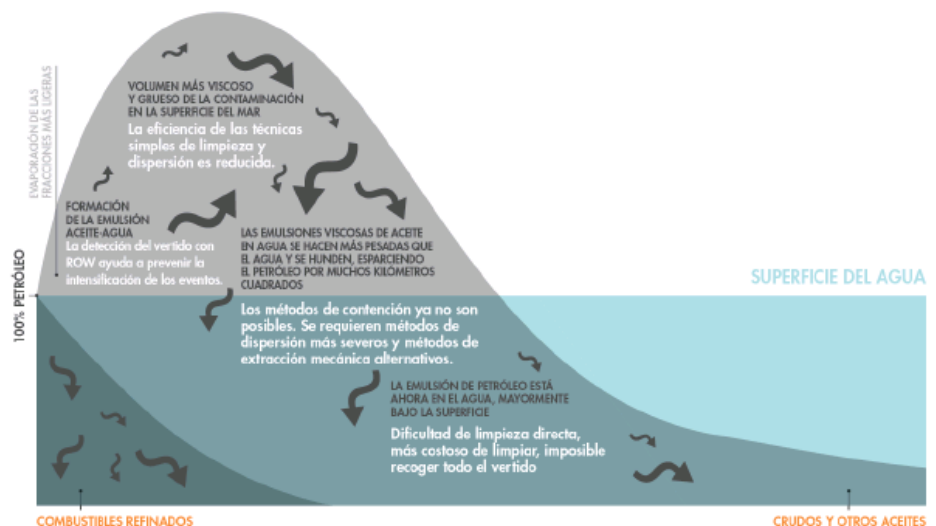 EVAPORACIÓN DE LAS
FRACCIONES MÁS LIGERAS
VOLUMEN MÁS VISCOSO
Y GRUESO DE LA CONTAMINACIÓN
EN LA SUPERFICIE DEL MAR
La eficiencia de las técnicas
simples de limpieza y
dispersión es reducida.
FORMACIÓN
DE LA EMULSIÓN
ACEITE-AGUA
La detección del vertido con
ROW ayuda a prevenir la
intensificación de los eventos.
LAS EMULSIONES VISCOSAS DE ACEITE
EN AGUA SE HACEN MÁS PESADAS QUE
EL AGUA Y SE HUNDEN, ESPARCIENDO
EL PETRÓLEO POR MUCHOS KILÓMETROS
CUADRADOS
100% PETRÓLEO
SUPERFICIE DEL AGUA
Los métodos de contención ya no son
posibles. Se requieren métodos de
dispersión más severos y métodos de
extracción mecánica alternativos.
LA EMULSIÓN DE PETRÓLEO ESTÁ
AHORA EN EL AGUA, MAYORMENTE
BAJO LA SUPERFICIE
Dificultad de limpieza directa,
más costoso de limpiar, imposible
recoger todo el vertido
COMBUSTIBLES REFINADOS
CRUDOS Y OTROS ACEITES